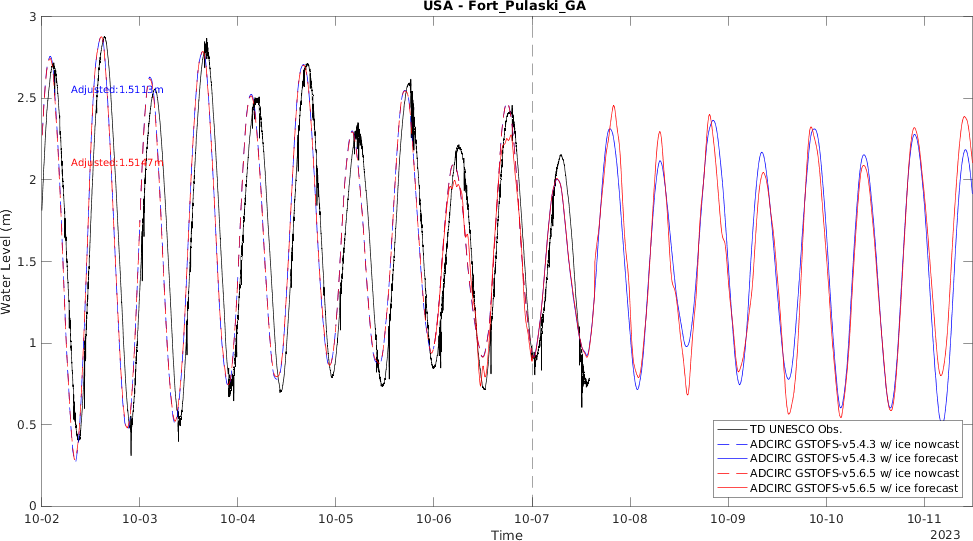 USA - Fort_Pulaski_GA
Water Level (m)
3
2.5
2
1.5
1
0.5
0
Adjusted:1.5113m
Adjusted:1.5147m
TD UNESCO Obs.
ADCIRC GSTOFS-v5.4.3 w/ ice nowcast
ADCIRC GSTOFS-v5.4.3 w/ ice forecast
ADCIRC GSTOFS-v5.6.5 w/ ice nowcast
ADCIRC GSTOFS-v5.6.5 w/ ice forecast
10-02 10-03 10-04 10-05 10-06 10-07 10-08 10-09 10-10 10-11
Time
2023